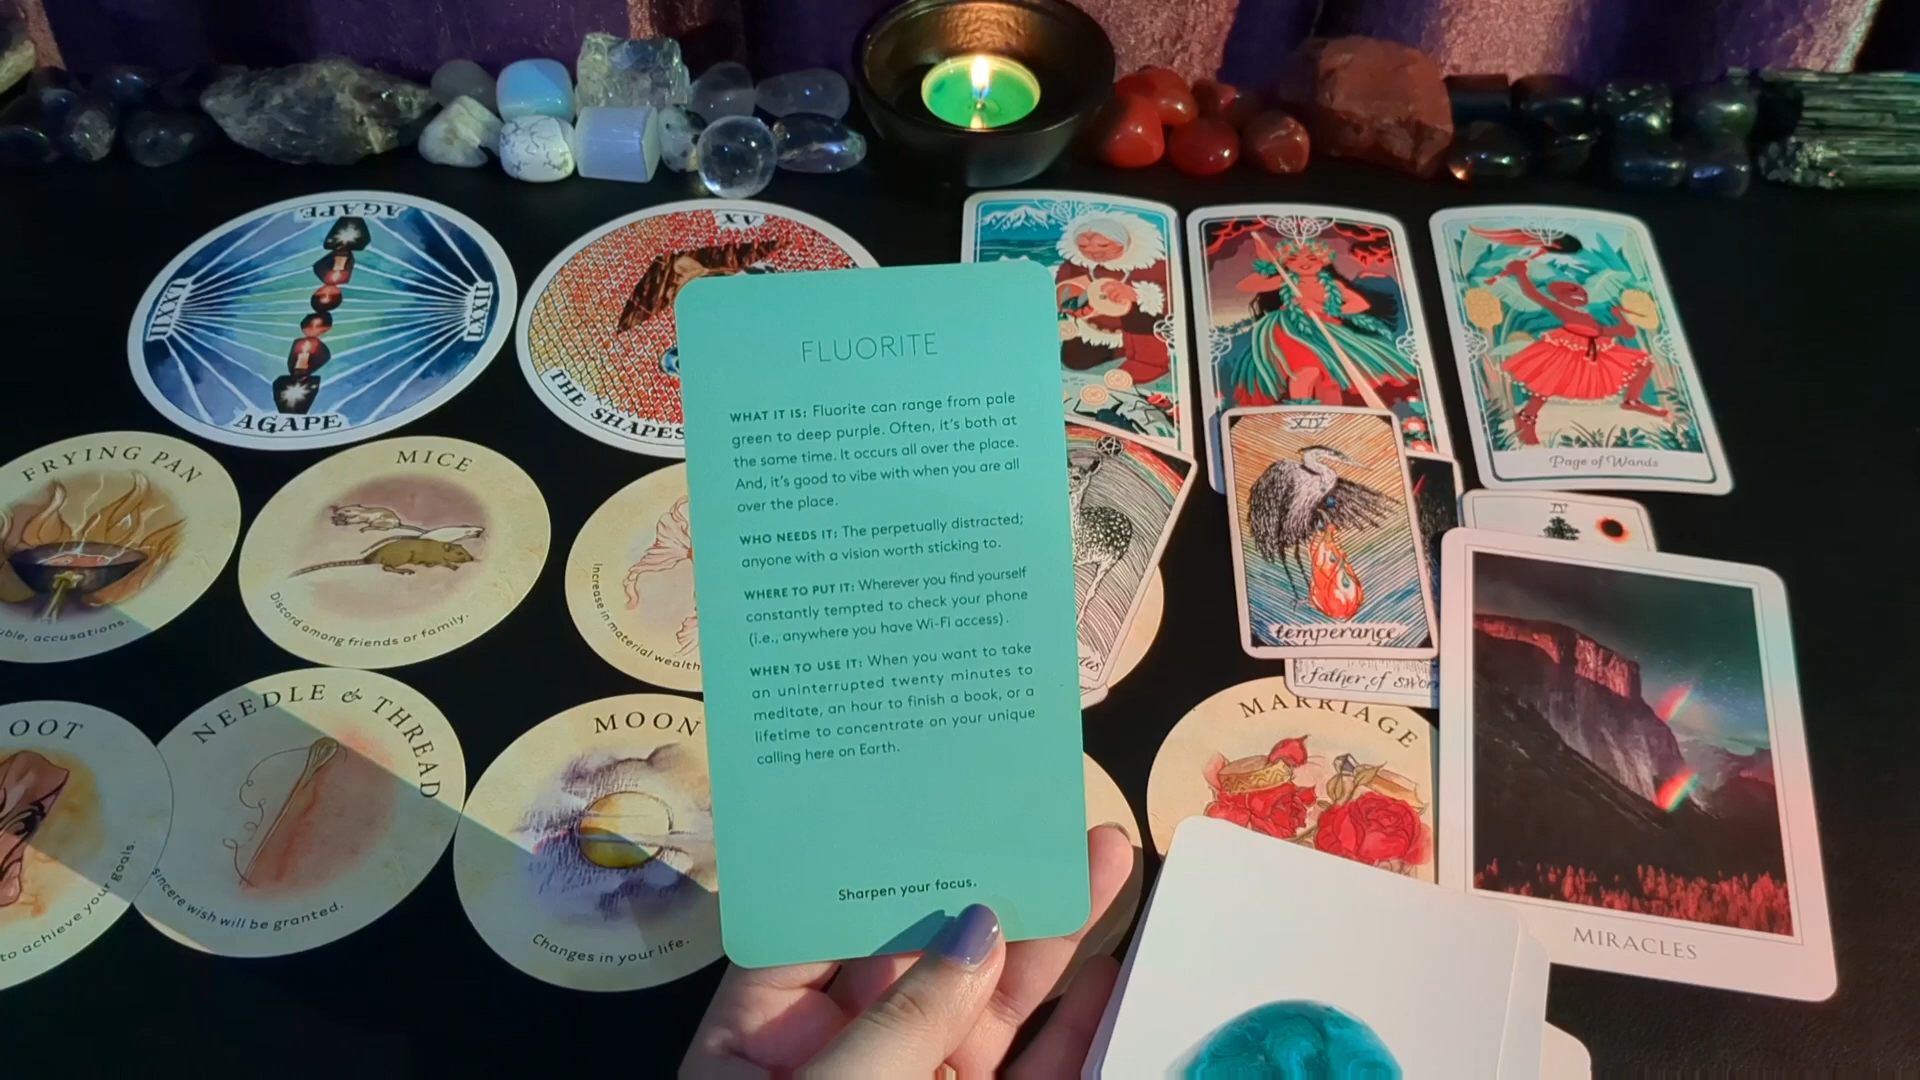 AGAPE
LXXII
LXXII
AGAPE
XV
THE SHAPES
Page of Wands
FRYING PAN
accusations.
MICE
Discord among friends or family.
Increase in material wealth
FLUORITE
WHAT IT IS: Fluorite can range from pale
green to deep purple. Often, it's both at
the same time. It occurs all over the place.
And, it's good to vibe with when you are all
over the place.
WHO NEEDS IT: The perpetually distracted;
anyone with a vision worth sticking to.
WHERE TO PUT IT: Wherever you find yourself
constantly tempted to check your phone
(i.e., anywhere you have Wi-Fi access).
WHEN TO USE IT: When you want to take
an uninterrupted twenty minutes to
meditate, an hour to finish a book, or a
lifetime to concentrate on your unique
calling here on Earth.
Sharpen your focus.
XIV
temperance
IV
father of swor
OOT
to achieve your goals.
NEEDLE & THREAD
sincere wish will be granted.
MOON
Changes in your life.
MARRIAGE
MIRACLES